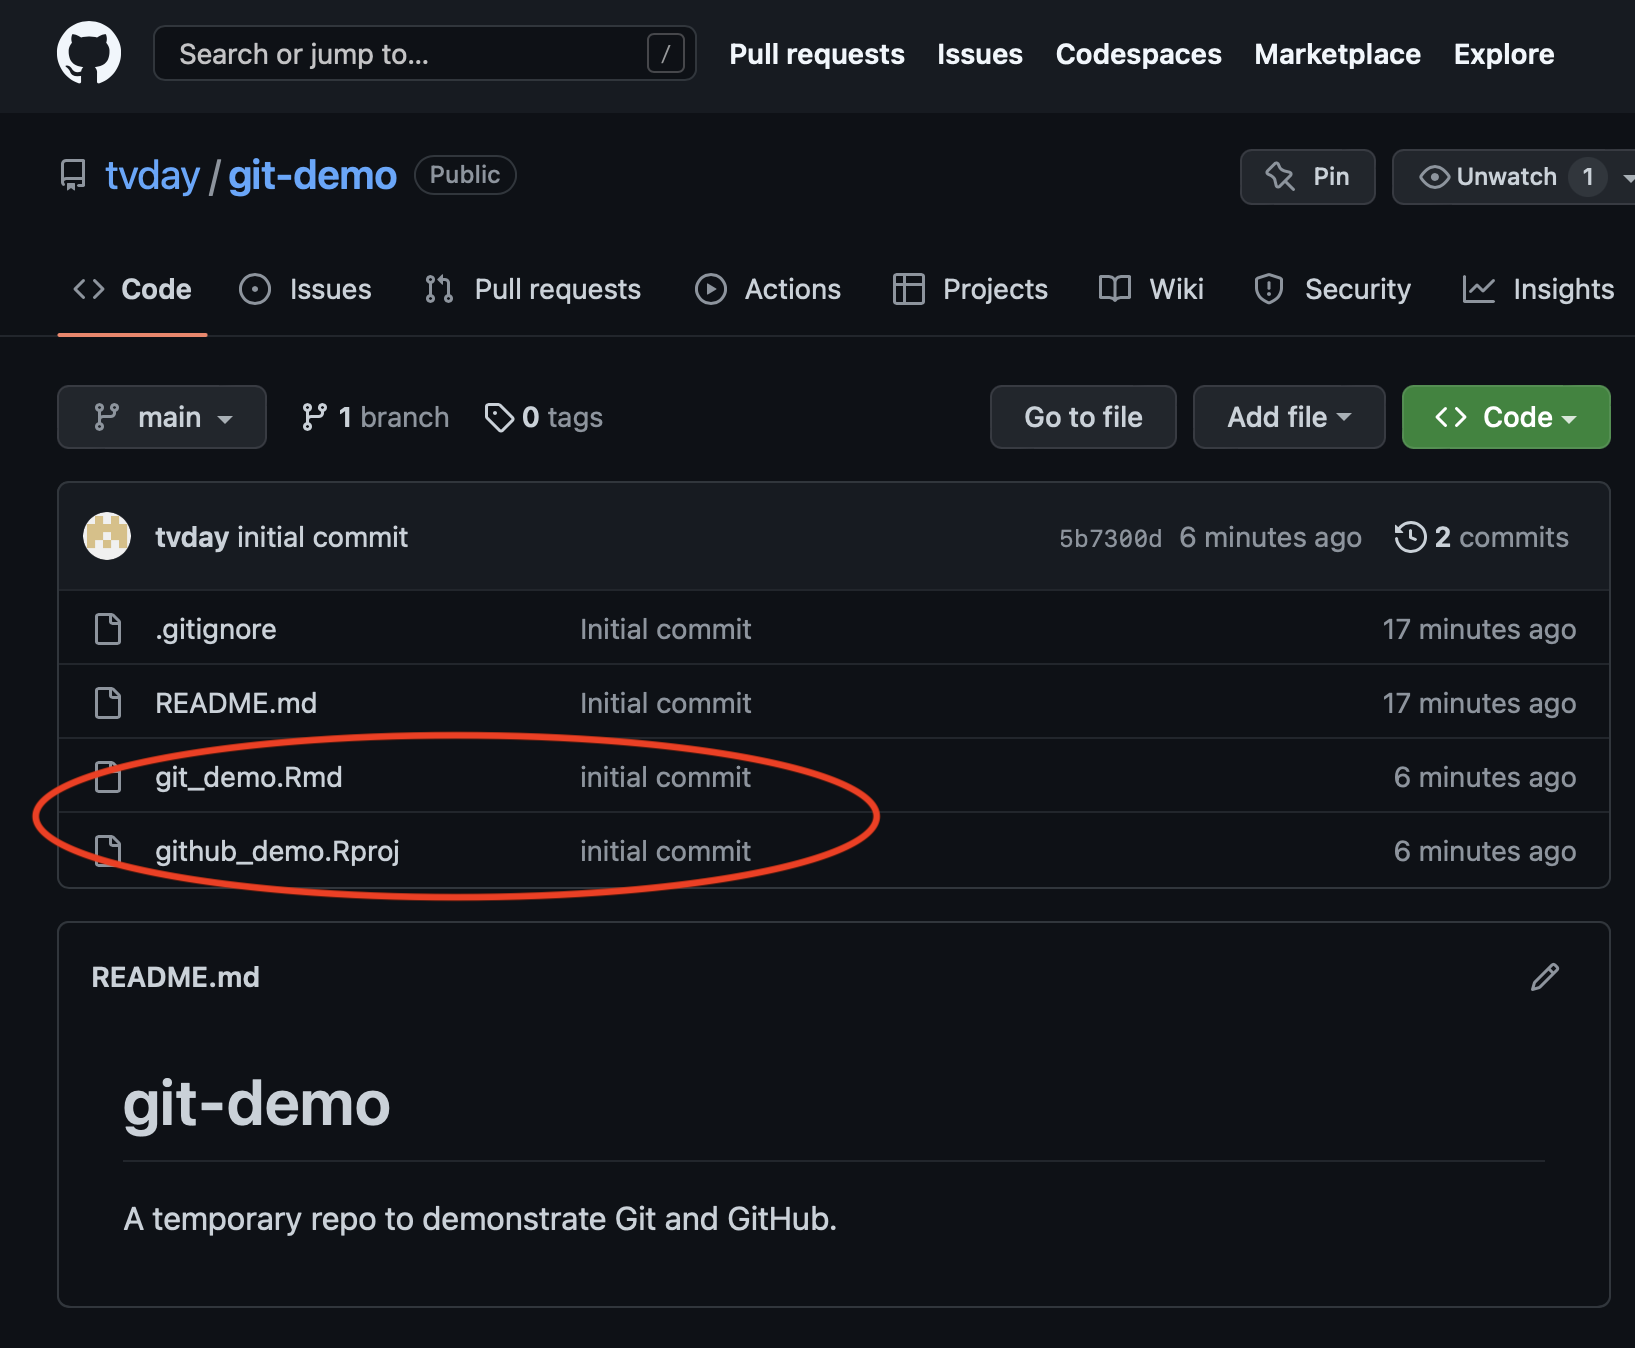 Search or jump to... / Pull requests Issues Codespaces Marketplace Explore
tvday / git-demo Public Pin Unwatch 1
Code Issues Pull requests Actions Projects Wiki Security Insights
main 1 branch 0 tags Go to file Add file Code
tvday initial commit 5b7300d 6 minutes ago 2 commits
.gitignore Initial commit 17 minutes ago
README.md Initial commit 17 minutes ago
git_demo.Rmd initial commit 6 minutes ago
github_demo.Rproj initial commit 6 minutes ago
README.md
git-demo
A temporary repo to demonstrate Git and GitHub.